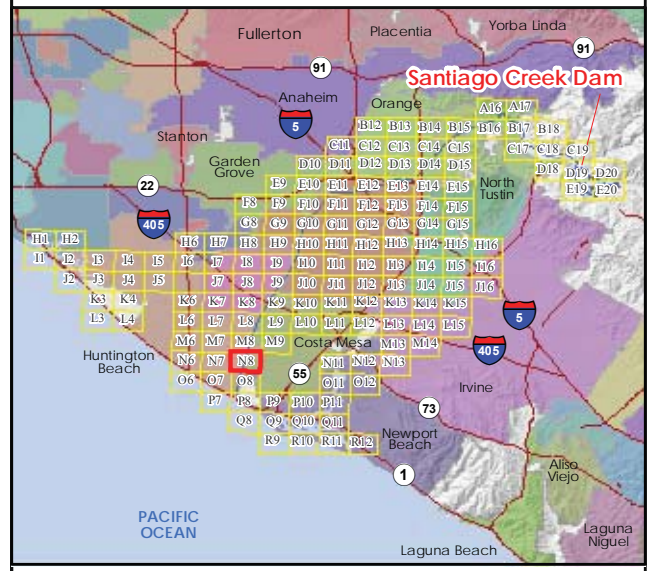 Fullerton
Placentia
Yorba Linda
91
91
Santiago Creek Dam
Anaheim
Orange
A16 A17
5
B12 B13 B14 B15 B16 B17 B18
Stanton
C11 C12 C13 C14 C15 C17 C18 C19
Garden
Grove
D10 D11 D12 D13 D14 D15 D18 D19 D20
22
E9 E10 E11 E12 E13 E14 E15 E19 E20
North
Tustin
F8 F9 F10 F11 F12 F13 F14 F15
405
G8 G9 G10 G11 G12 G13 G14 G15
H1 H2 H6 H7 H8 H9 H10 H11 H12 H13 H14 H15 H16
I1 I2 I3 I4 I5 I6 I7 I8 I9 I10 I11 I12 I13 I14 I15 I16
J2 J3 J4 J5 J7 J8 J9 J10 J11 J12 J13 J14 J15 J16
K3 K4 K6 K7 K8 K9 K10 K11 K12 K13 K14 K15
L3 L4 L6 L7 L8 L9 L10 L11 L12 L13 L14 L15
5
M6 M7 M8 M9 Costa Mesa M13 M14
405
Huntington
Beach
N6 N7 N8 N11 N12 N13
55
O6 O7 O8 O11 O12
Irvine
P7 P8 P9 P10 P11
73
Q8 Q9 Q10 Q11
Newport
Beach
R9 R10 R11 R12
1
Aliso
Viejo
PACIFIC
OCEAN
Laguna
Niguel
Laguna Beach